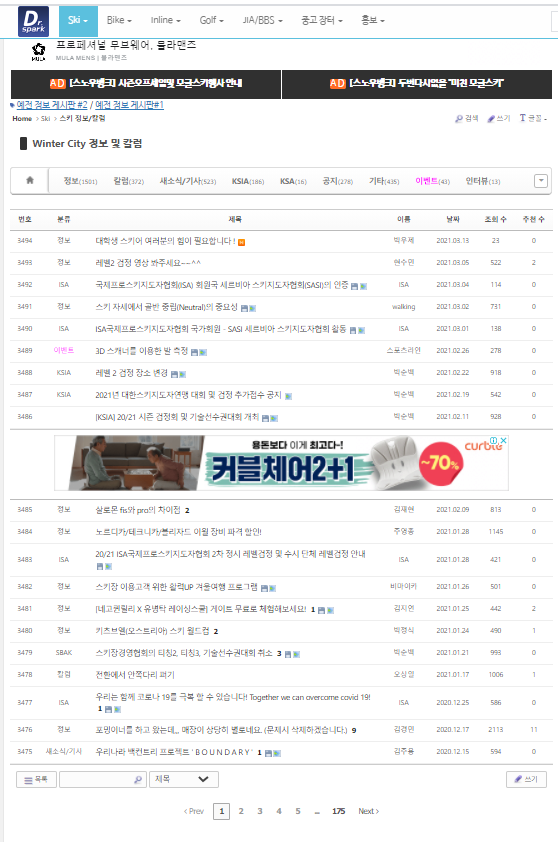 Dr.spark Ski Bike Inline Golf JIA/BBS 중고 장터 홍보
프로페셔널 무브웨어, 믈라맨즈
MULA MULA MENS | 믈라맨즈
AD [스노우뱅크] 시즌오프세일 및 모글스키행사 안내 AD [스노우뱅크] 두번다시없을 "미친 모글스키"
예전 정보 게시판 #2 / 예전 정보 게시판#1
Home > Ski > 스키 정보/칼럼 검색 쓰기 글꼴
Winter City 정보 및 칼럼
정보(1501) 칼럼(372) 새소식/기사(523) KSIA(186) KSA(16) 공지(278) 기타(435) 이벤트(43) 인터뷰(13)
번호 분류 제목 이름 날짜 조회 수 추천 수
3494 정보 대학생 스키어 여러분의 힘이 필요합니다! 박우제 2021.03.13 23 0
3493 정보 레벨2 검정 영상 봐주세요~~^^ 현수민 2021.03.05 522 2
3492 ISA 국제프로스키지도자협회(ISA) 회원국 세르비아 스키지도자협회(SASI)의 인증 ISA 2021.03.04 114 0
3491 정보 스키 자세에서 골반 중립(Neutral)의 중요성 walking 2021.03.02 731 0
3490 ISA ISA국제프로스키지도자협회 국가회원 - SASI 세르비아 스키지도자협회 활동 ISA 2021.03.01 138 0
3489 이벤트 3D 스캐너를 이용한 발 측정 스포츠라인 2021.02.26 278 0
3488 KSIA 레벨 2 검정 장소 변경 박순백 2021.02.22 918 0
3487 KSIA 2021년 대한스키지도자연맹 대회 및 검정 추가접수 공지 박순백 2021.02.19 542 0
3486 [KSIA] 20/21 시즌 검정회 및 기술선수권대회 개최 박순백 2021.02.11 928 0
용돈보다 이게 최고다~!
커블체어2+1 ~70% curble
3485 정보 살로몬 fis와 pro의 차이점 2 김재현 2021.02.09 813 0
3484 정보 노르디카/테크니카/블리자드 이월 장비 파격 할인! 주영종 2021.01.28 1145 0
3483 ISA 20/21 ISA국제프로스키지도자협회 2차 정시 레벨검정 및 수시 단체 레벨검정 안내 ISA 2021.01.28 421 0
3482 정보 스키장 이용고객 위한 활력UP 겨울여행 프로그램 비마이카 2021.01.26 501 0
3481 정보 [네고퀸릴리 X 유병탁 레이싱스쿨] 게이트 무료로 체험해보세요! 1 김지연 2021.01.25 442 2
3480 정보 키츠브엘(오스트리아) 스키 월드컵 2 박정식 2021.01.24 490 1
3479 SBAK 스키장경영협회의 티칭2, 티칭3, 기술선수권대회 취소 3 박순백 2021.01.21 993 0
3478 칼럼 전환에서 안쪽다리 펴기 오상일 2021.01.17 1006 1
3477 ISA 우리는 함께 코로나 19를 극복 할 수 있습니다! Together we can overcome covid 19! 1 ISA 2020.12.25 586 0
3476 정보 포밍이너를 하고 왔는데,,, 매장이 상당히 별로네요. (문제시 삭제하겠습니다.) 9 김경민 2020.12.17 2113 11
3475 새소식/기사 우리나라 백컨트리 프로젝트 ' B O U N D A R Y ' 1 김주용 2020.12.15 594 0
목록 제목 쓰기
Prev 1 2 3 4 5 ... 175 Next